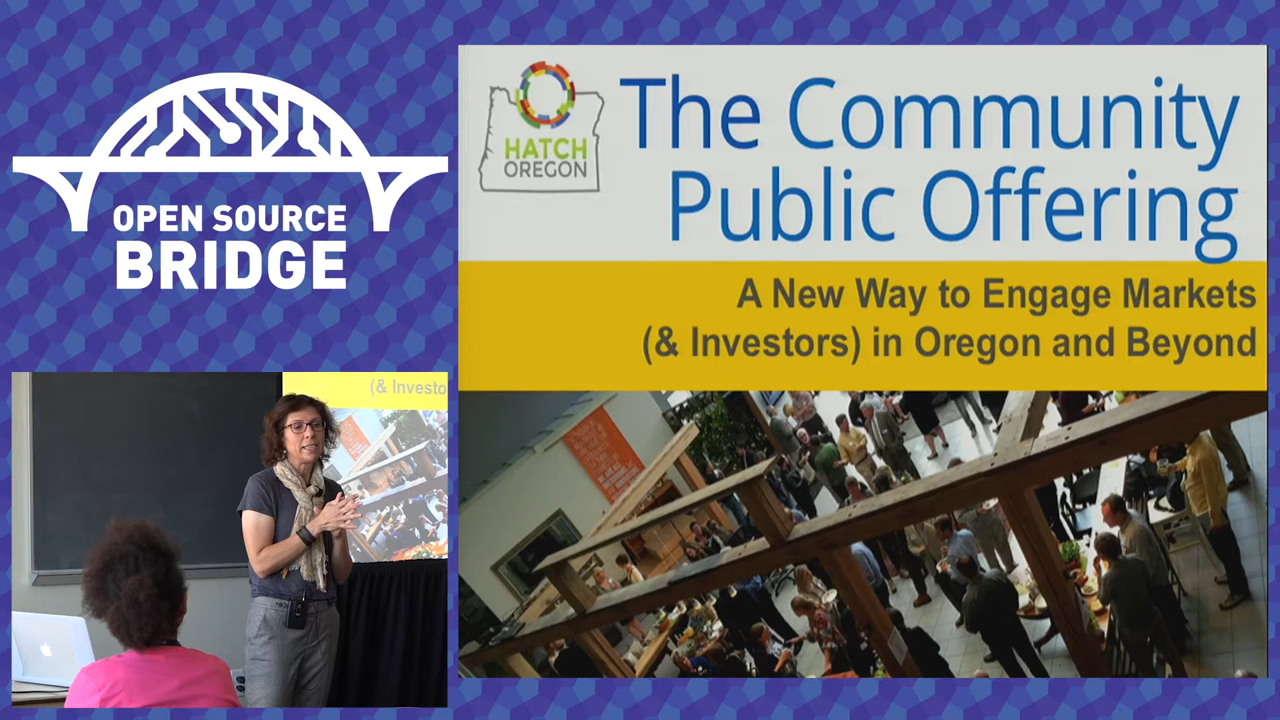 OPEN SOURCE
BRIDGE
HATCH
OREGON
The Community
Public Offering
A New Way to Engage Markets
(& Investors) in Oregon and Beyond
(& Investo